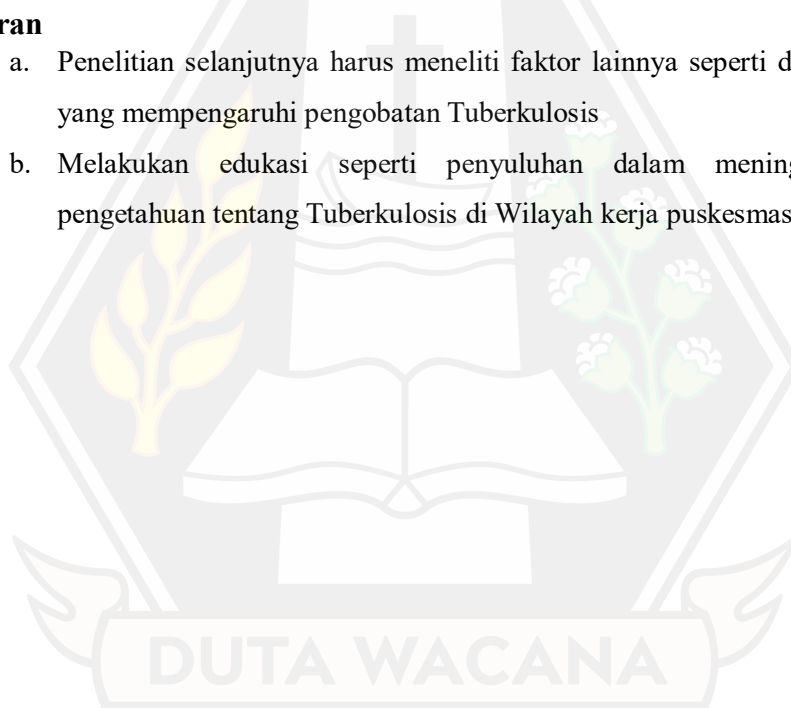 ran
a. Penelitian selanjutnya harus meneliti faktor lainnya seperti d
yang mempengaruhi pengobatan Tuberkulosis
b. Melakukan edukasi seperti penyuluhan dalam mening
pengetahuan tentang Tuberkulosis di Wilayah kerja puskesmas
DUTA WACANA